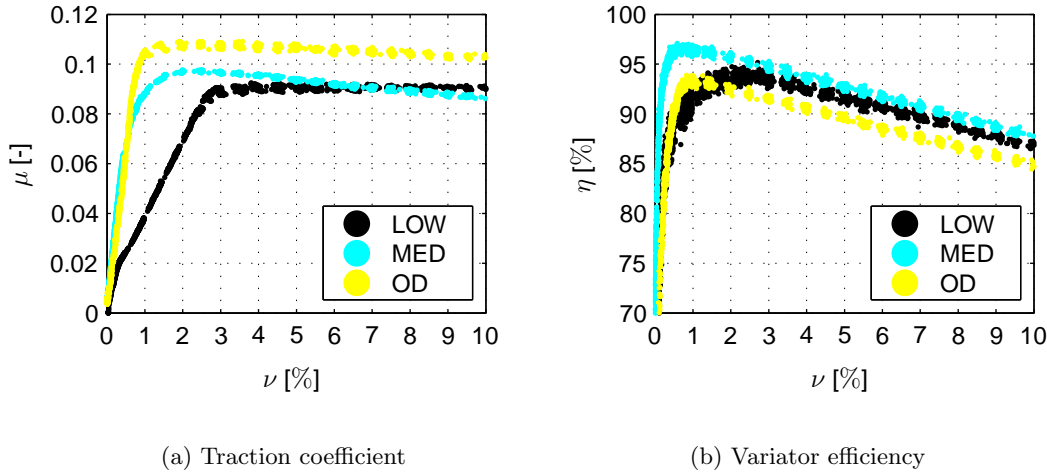 0.12
0.1
0.08
0.06
0.04
0.02
0
μ [-]
0 1 2 3 4 5 6 7 8 9 10
ν [%]
LOW
MED
OD
(a) Traction coefficient
100
95
90
85
80
75
70
η [%]
0 1 2 3 4 5 6 7 8 9 10
ν [%]
LOW
MED
OD
(b) Variator efficiency